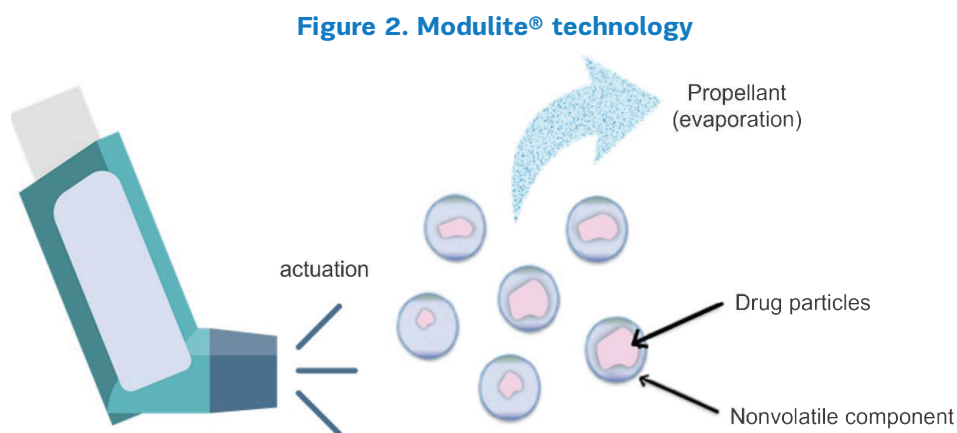 Figure 2. Modulite® technology
Propellant
(evaporation)
actuation
Drug particles
Nonvolatile component